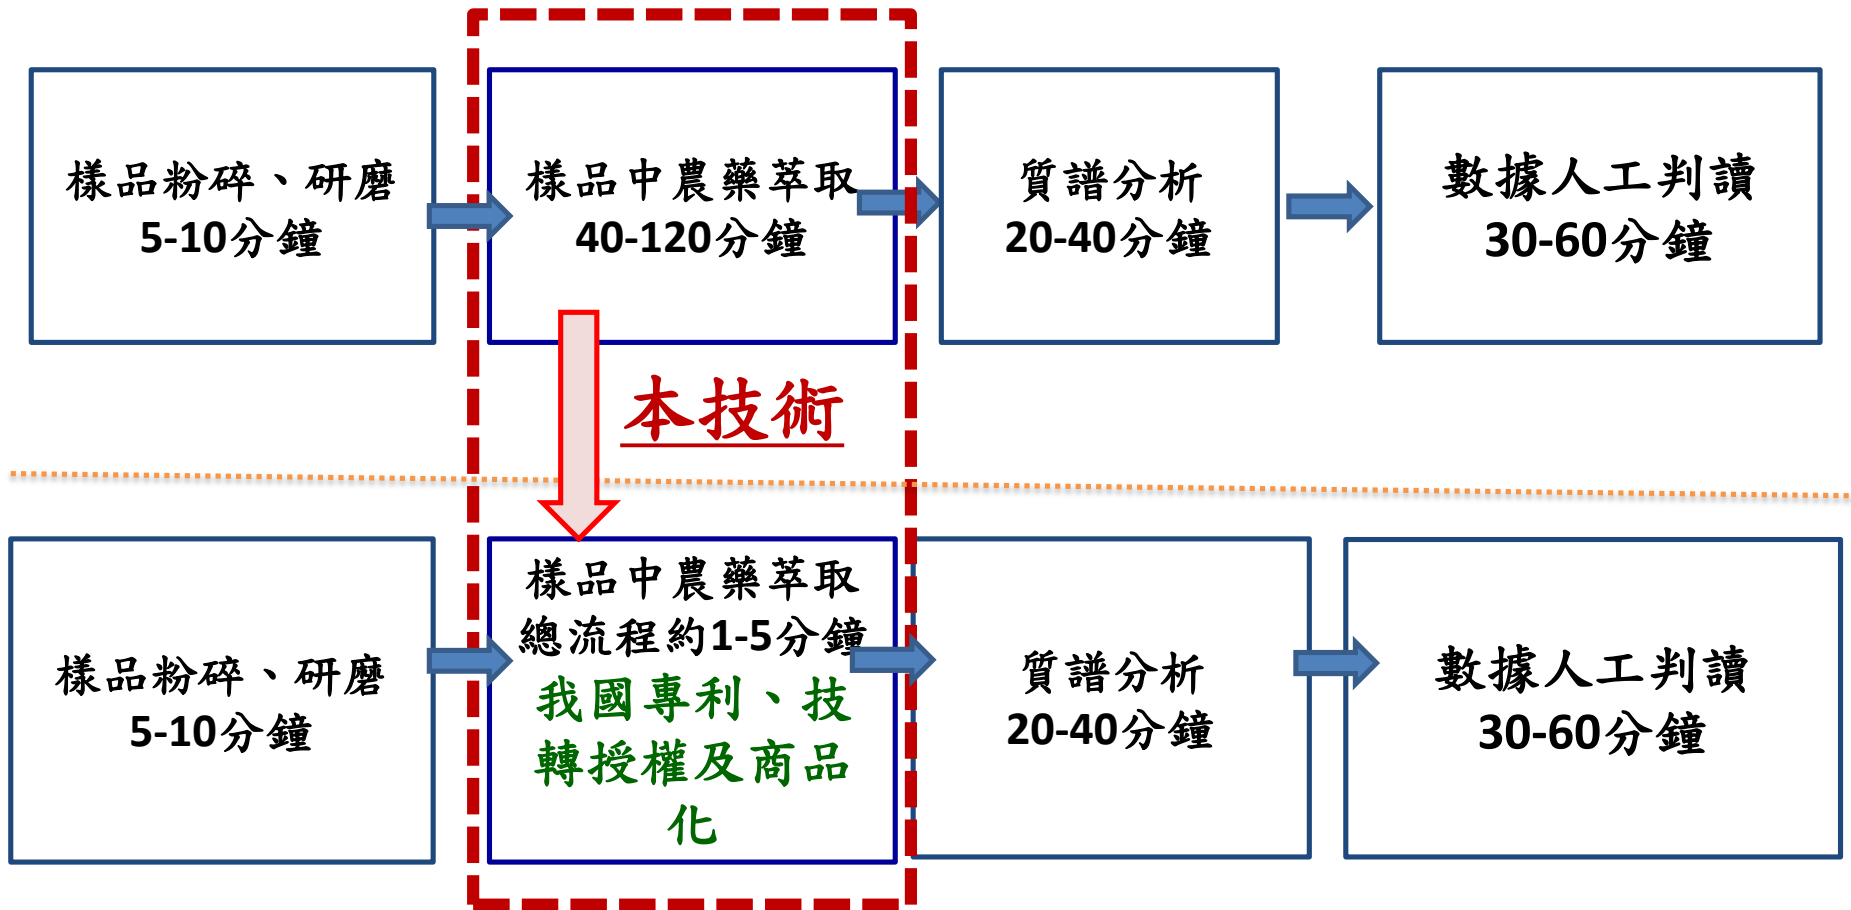 樣品粉碎、研磨
5-10分鐘
樣品中農藥萃取
40-120分鐘
質譜分析
20-40分鐘
數據人工判讀
30-60分鐘
本技術
樣品粉碎、研磨
5-10分鐘
樣品中農藥萃取
總流程約1-5分鐘
我國專利、技
轉授權及商品
化
質譜分析
20-40分鐘
數據人工判讀
30-60分鐘